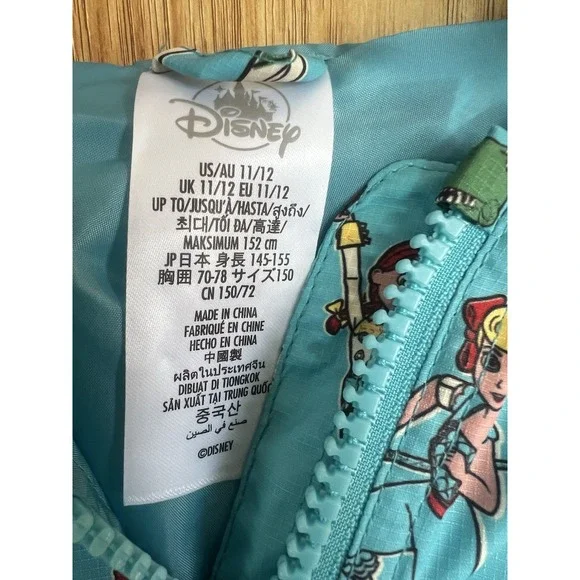 Disney
US/AU 11/12
UK 11/12 EU 11/12
UP TO/JUSQU'À/HASTA/สูงถึง/
최대/TỐI ĐA/高達/
MAKSIMUM 152 cm
JP日本 身長 145-155
胸囲 70-78 サイズ150
CN 150/72
MADE IN CHINA
FABRIQUÉ EN CHINE
HECHO EN CHINA
中國製
ผลิตในประเทศจีน
DIBUAT DI TIONGKOK
SẢN XUẤT TẠI TRUNG QUỐC
중국산
صنع في الصين
©DISNEY